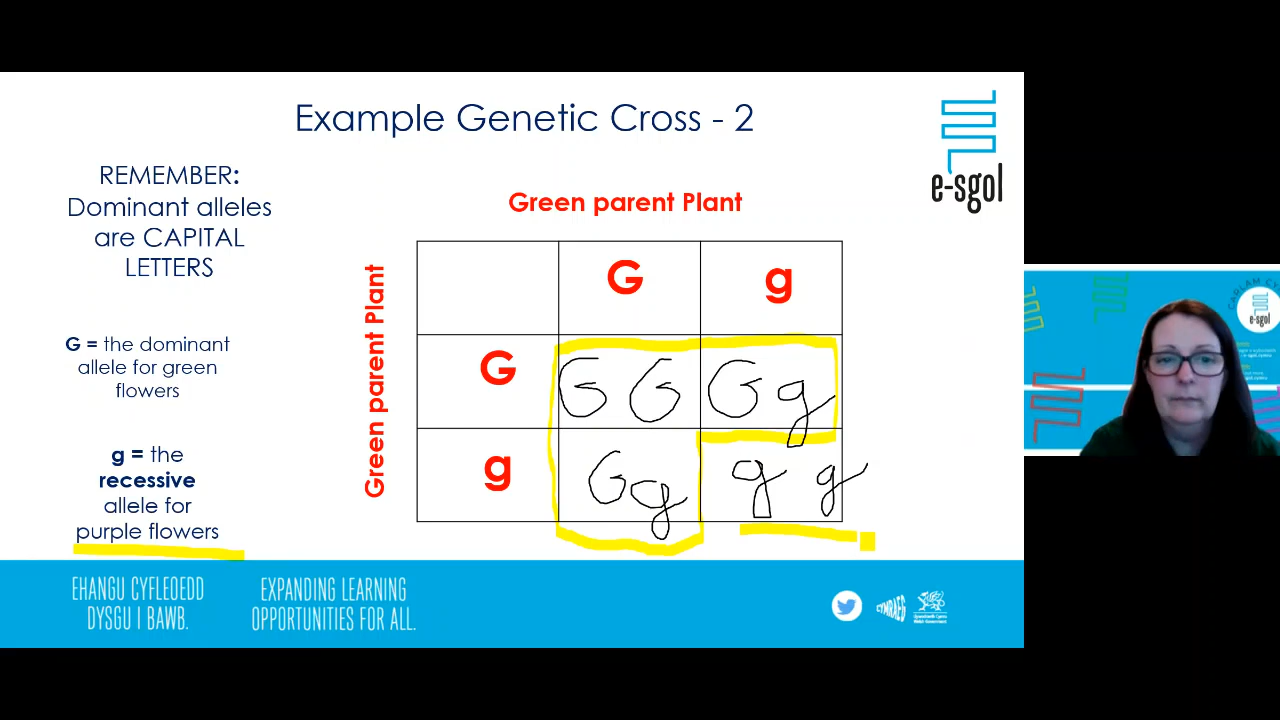 Example Genetic Cross - 2
e-sgol
REMEMBER:
Dominant alleles
are CAPITAL
LETTERS
G = the dominant
allele for green
flowers
g = the
recessive
allele for
purple flowers
Green parent Plant
Green parent Plant
G g
G GG Gg
g Gg gg
EHANGU CYFLEOEDD
DYSGU I BAWB.
EXPANDING LEARNING
OPPORTUNITIES FOR ALL.
CYMRAEG
e-sgol